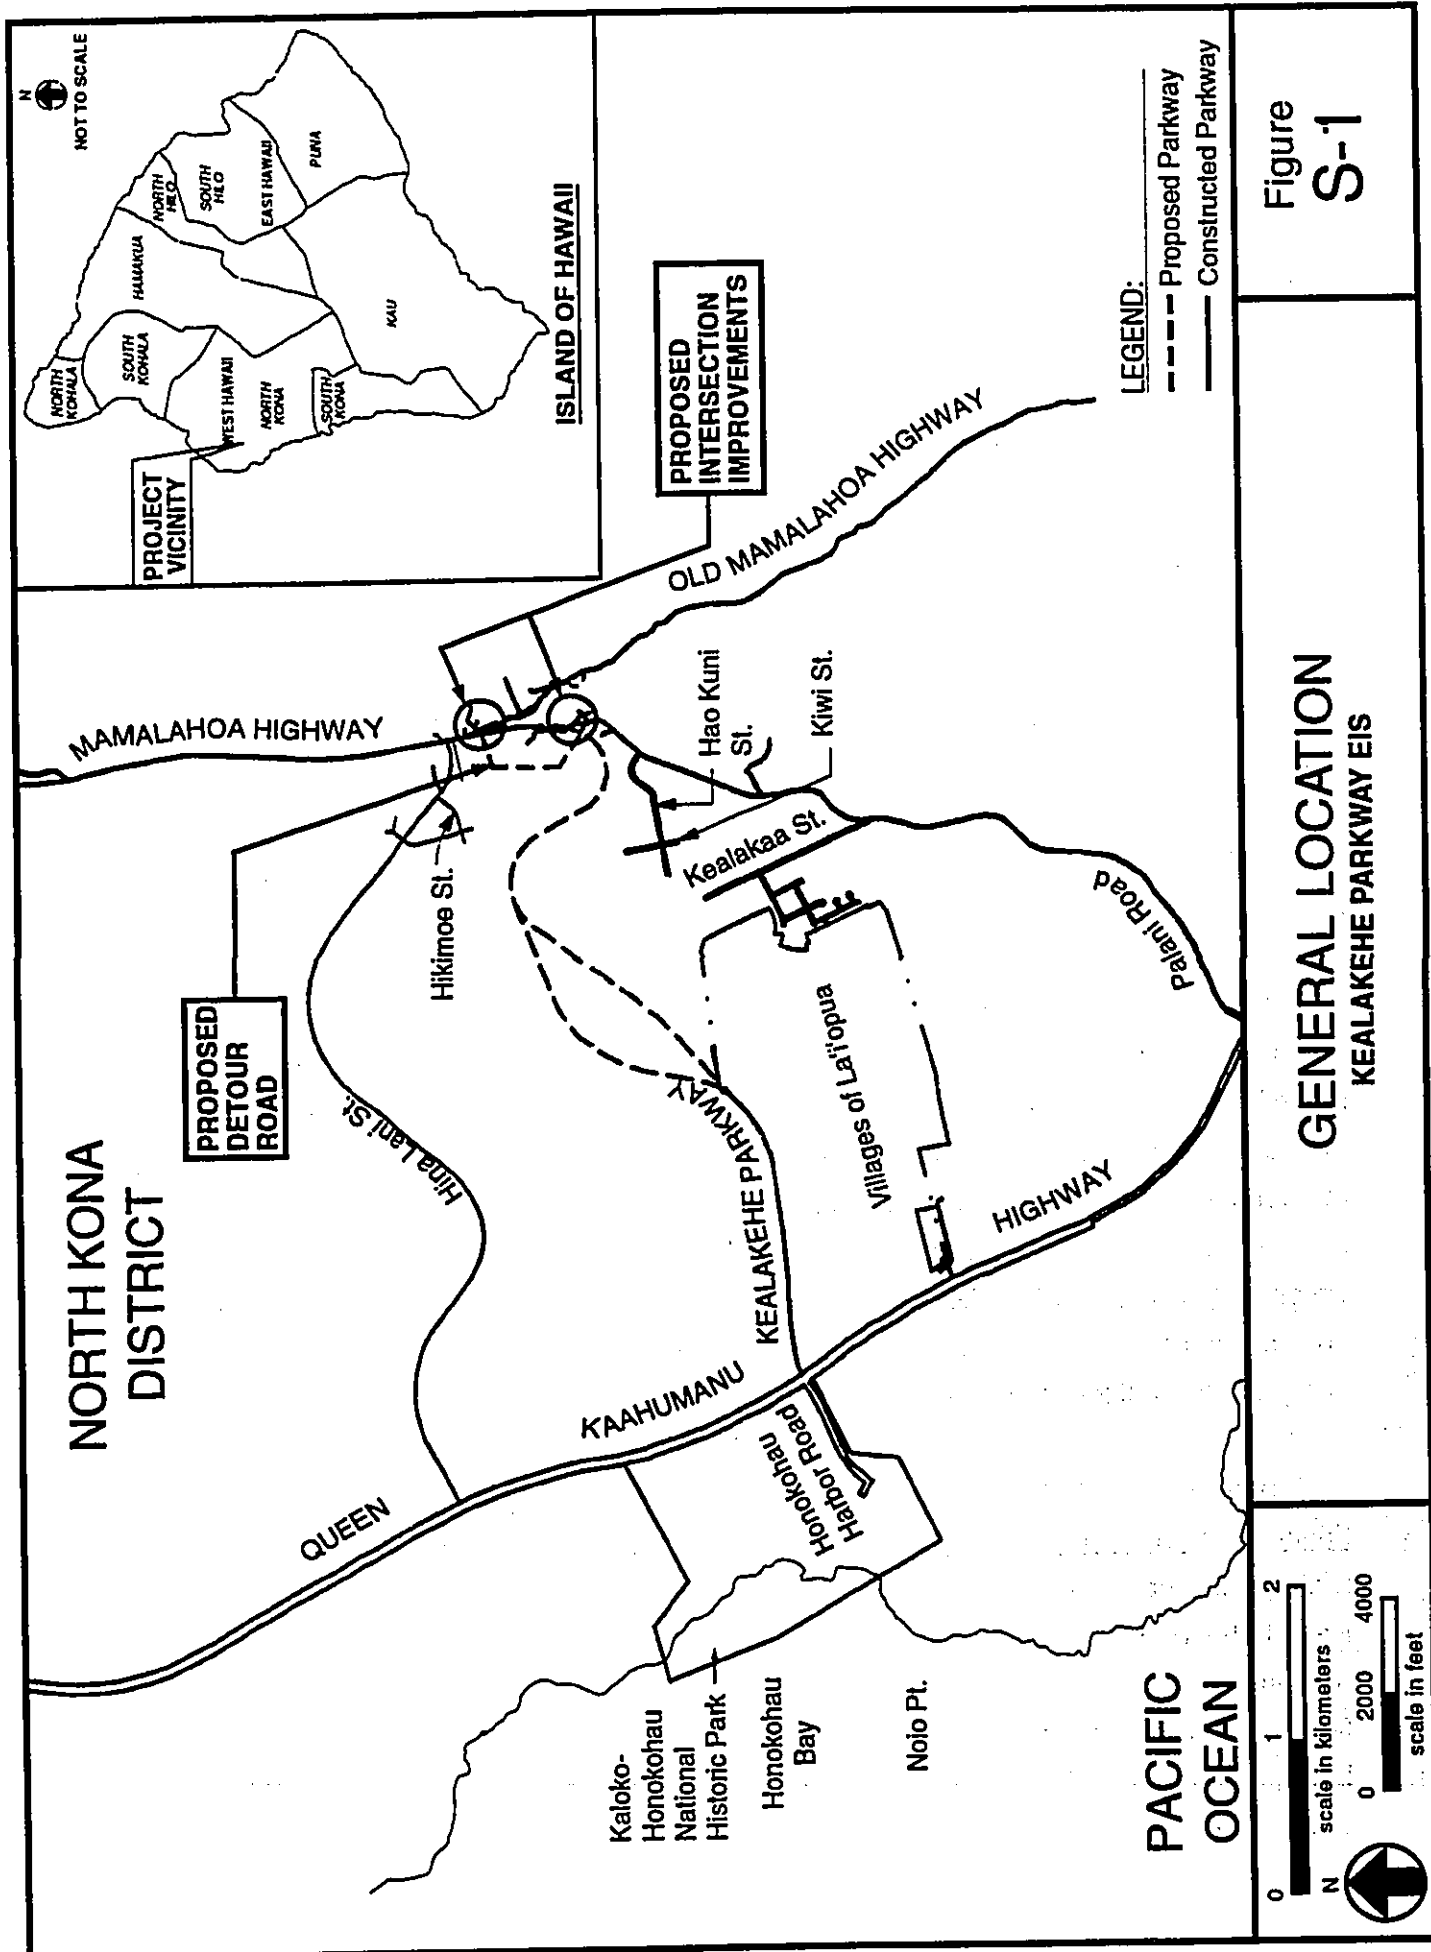 NORTH KONA
DISTRICT
PROPOSED
DETOUR
ROAD
MAMALAHOA HIGHWAY
Hikimoe St.
Hina Lani St.
QUEEN
KAAHUMANU
HIGHWAY
KEALAKEHE PARKWAY
Kaloko-
Honokohau
National
Historic Park
Honokohau
Bay
Noio Pt.
Honokohau
Harbor Road
PACIFIC
OCEAN
Villages of La'i'opua
Kealakaa St.
Hao Kuni
St.
Kiwi St.
Palani Road
OLD MAMALAHOA HIGHWAY
PROPOSED
INTERSECTION
IMPROVEMENTS
N
NOT TO SCALE
PROJECT
VICINITY
NORTH
KOHALA
SOUTH
KOHALA
HAMAKUA
NORTH
HILO
SOUTH
HILO
EAST HAWAII
PUNA
WEST HAWAII
NORTH
KONA
SOUTH
KONA
KAU
ISLAND OF HAWAII
LEGEND:
Proposed Parkway
Constructed Parkway
0 1 2
scale in kilometers
N
0 2000 4000
scale in feet
GENERAL LOCATION
KEALAKEHE PARKWAY EIS
Figure
S-1